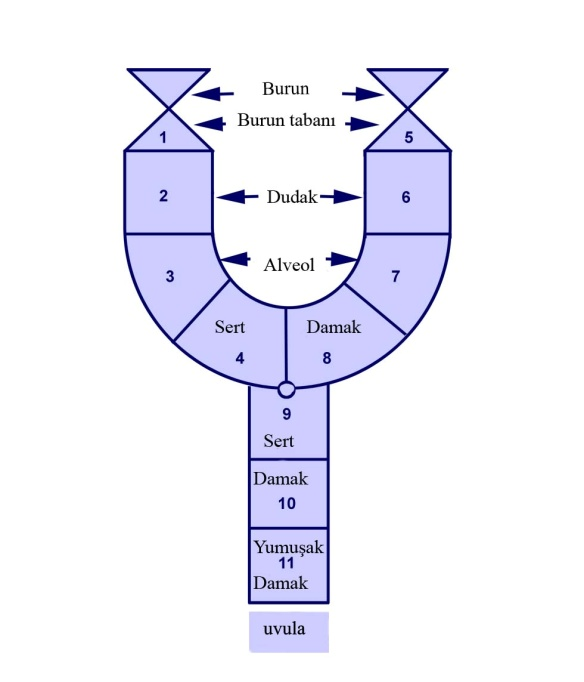 Burun
Burun tabanı
1
5
2
Dudak
6
3
Alveol
7
Sert
Damak
4
8
9
Sert
Damak
10
Yumuşak
11
Damak
uvula